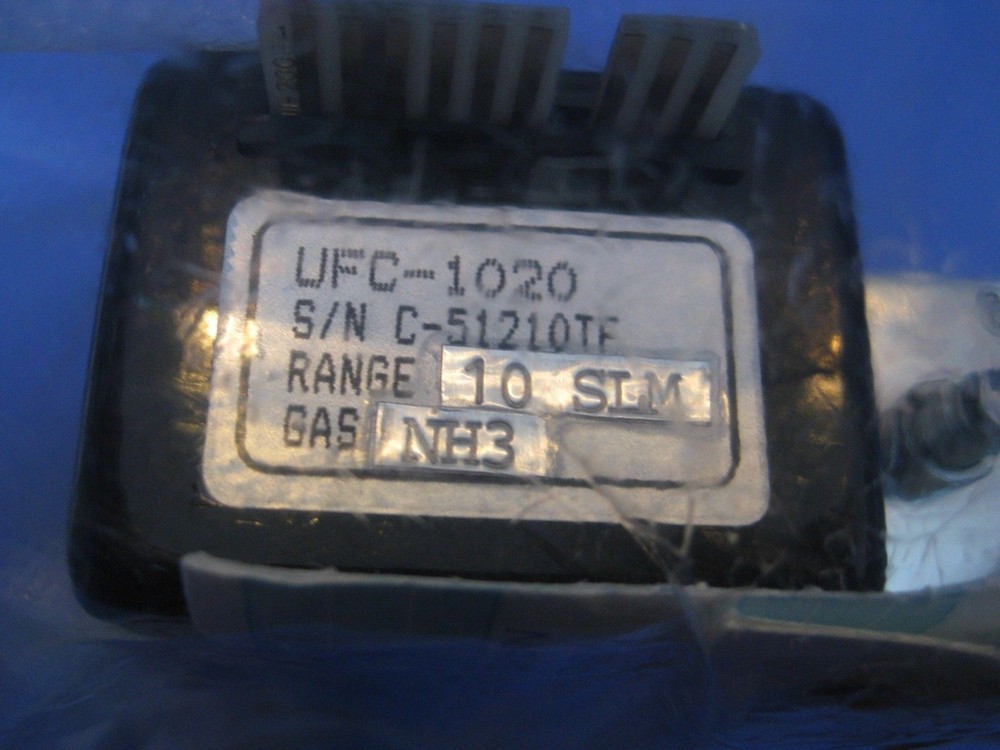 UFC-1020
S/N C-51210TF
RANGE 10 SLM
GAS NH3